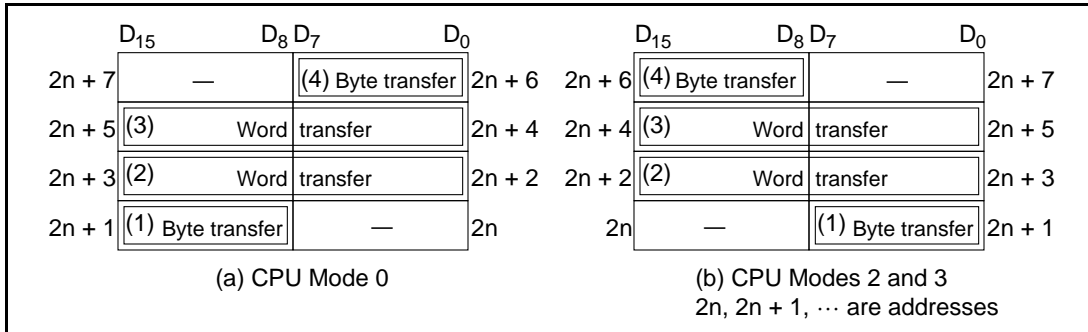 D15 D8 D7 D0 D15 D8 D7 D0
2n + 7 — (4) Byte transfer 2n + 6 2n + 6 (4) Byte transfer — 2n + 7
2n + 5 (3) Word transfer 2n + 4 2n + 4 (3) Word transfer 2n + 5
2n + 3 (2) Word transfer 2n + 2 2n + 2 (2) Word transfer 2n + 3
2n + 1 (1) Byte transfer — 2n 2n — (1) Byte transfer 2n + 1
(a) CPU Mode 0 (b) CPU Modes 2 and 3
2n, 2n + 1, ··· are addresses